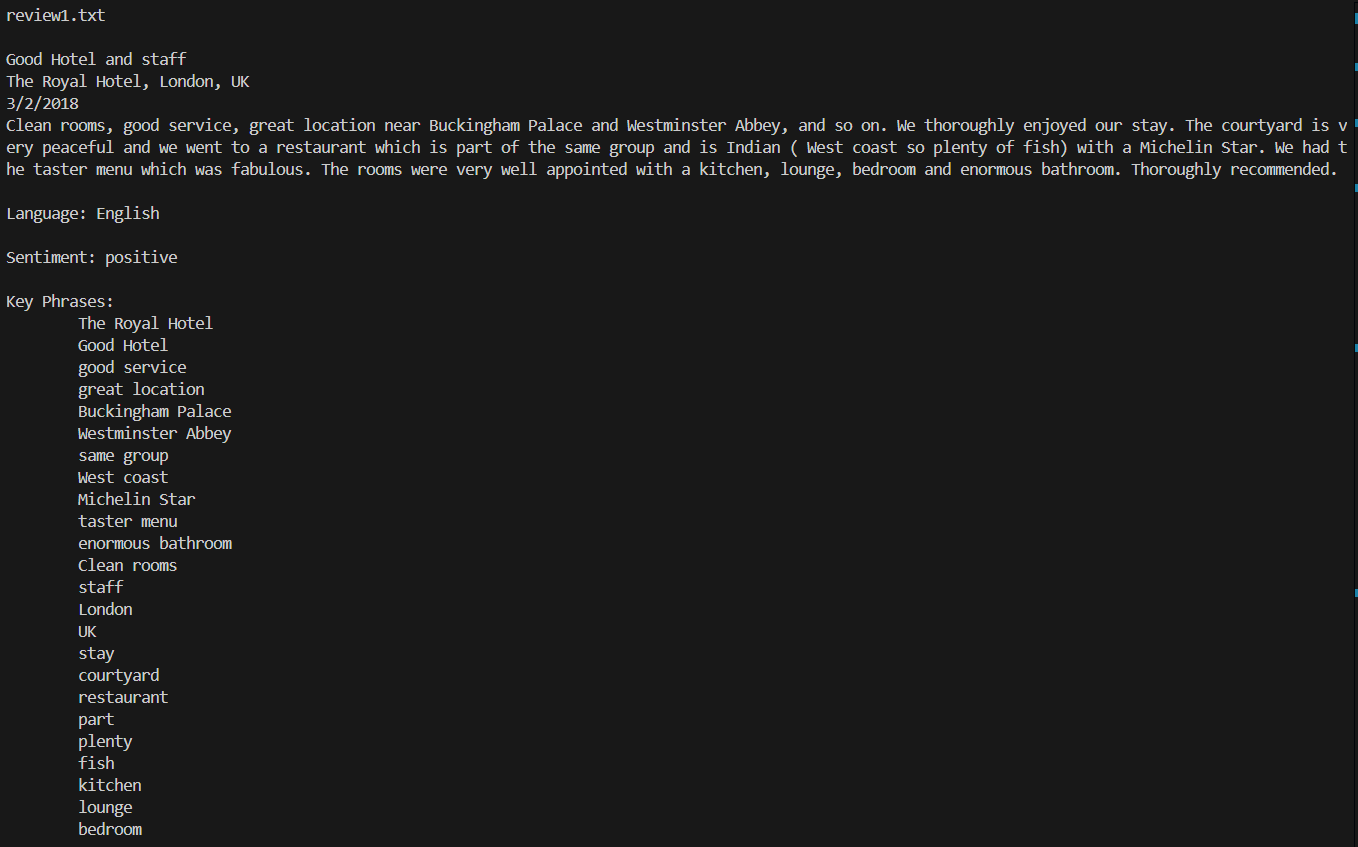 review1.txt
Good Hotel and staff
The Royal Hotel, London, UK
3/2/2018
Clean rooms, good service, great location near Buckingham Palace and Westminster Abbey, and so on. We thoroughly enjoyed our stay. The courtyard is v
ery peaceful and we went to a restaurant which is part of the same group and is Indian ( West coast so plenty of fish) with a Michelin Star. We had t
he taster menu which was fabulous. The rooms were very well appointed with a kitchen, lounge, bedroom and enormous bathroom. Thoroughly recommended.
Language: English
Sentiment: positive
Key Phrases:
The Royal Hotel
Good Hotel
good service
great location
Buckingham Palace
Westminster Abbey
same group
West coast
Michelin Star
taster menu
enormous bathroom
Clean rooms
staff
London
UK
stay
courtyard
restaurant
part
plenty
fish
kitchen
lounge
bedroom